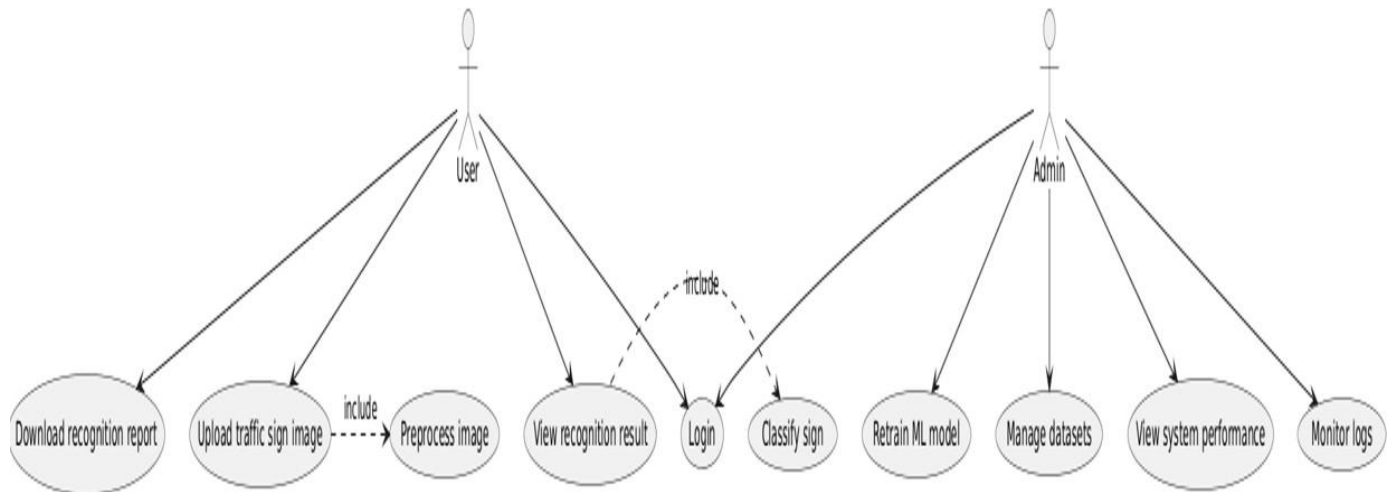 User
Admin
include
include
Download recognition report
Upload traffic sign image
Preprocess image
View recognition result
Login
Classify sign
Retrain ML model
Manage datasets
View system performance
Monitor logs